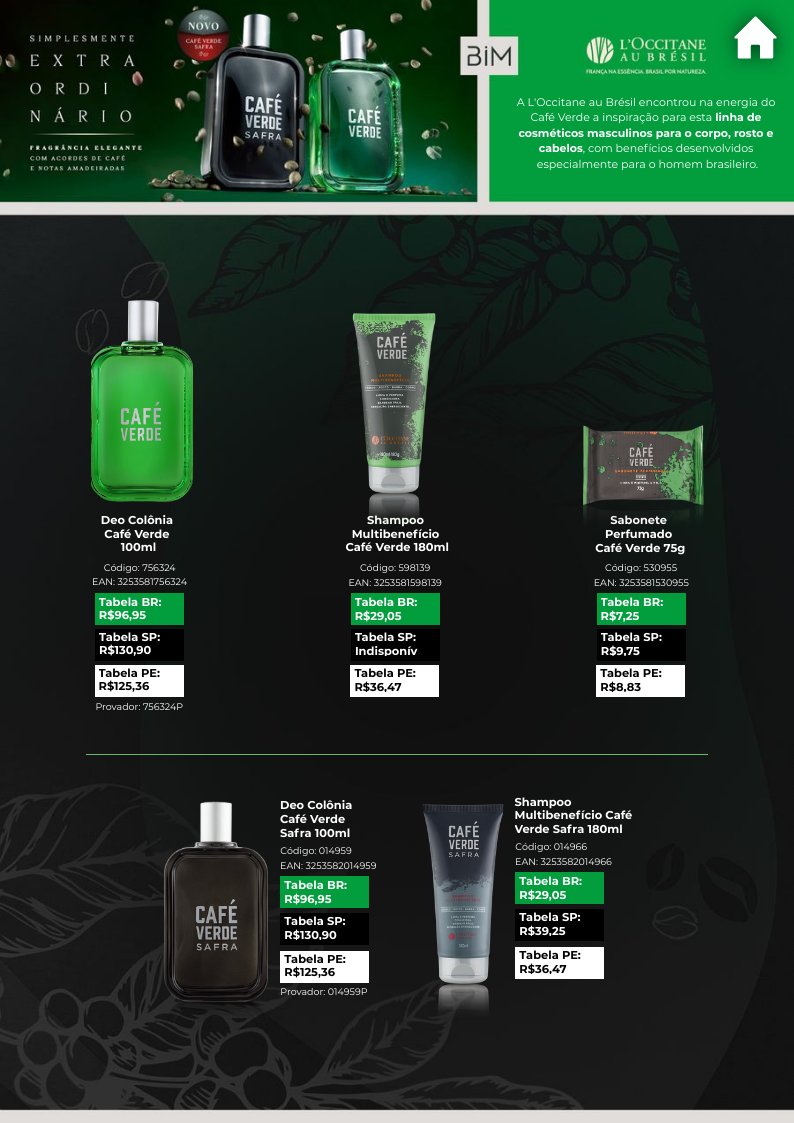 SIMPLESMENTE
EXTRA
ORDI
NÁRIO
FRAGRÂNCIA ELEGANTE
COM ACORDES DE CAFÉ
E NOTAS AMADEIRADAS
NOVO
CAFÉ VERDE
SAFRA
CAFÉ
VERDE
SAFRA
CAFÉ
VERDE
BiM
L'OCCITANE
AU BRÉSIL
FRANÇA NA ESSÊNCIA. BRASIL POR NATUREZA.
A L'Occitane au Brésil encontrou na energia do
Café Verde a inspiração para esta linha de
cosméticos masculinos para o corpo, rosto e
cabelos, com benefícios desenvolvidos
especialmente para o homem brasileiro.
CAFÉ
VERDE
Deo Colônia
Café Verde
100ml
Código: 756324
EAN: 3253581756324
Tabela BR:
R$96,95
Tabela SP:
R$130,90
Tabela PE:
R$125,36
Provador: 756324P
CAFÉ
VERDE
SHAMPOO
MULTIBENEFÍCIO
L'OCCITANE
AU BRÉSIL
Shampoo
Multibenefício
Café Verde 180ml
Código: 598139
EAN: 3253581598139
Tabela BR:
R$29,05
Tabela SP:
Indisponív
Tabela PE:
R$36,47
CAFÉ
VERDE
SABONETE PERFUMADO
75g
Sabonete
Perfumado
Café Verde 75g
Código: 530955
EAN: 3253581530955
Tabela BR:
R$7,25
Tabela SP:
R$9,75
Tabela PE:
R$8,83
CAFÉ
VERDE
SAFRA
Deo Colônia
Café Verde
Safra 100ml
Código: 014959
EAN: 3253582014959
Tabela BR:
R$96,95
Tabela SP:
R$130,90
Tabela PE:
R$125,36
Provador: 014959P
CAFÉ
VERDE
SAFRA
Shampoo
Multibenefício Café
Verde Safra 180ml
Código: 014966
EAN: 3253582014966
Tabela BR:
R$29,05
Tabela SP:
R$39,25
Tabela PE:
R$36,47